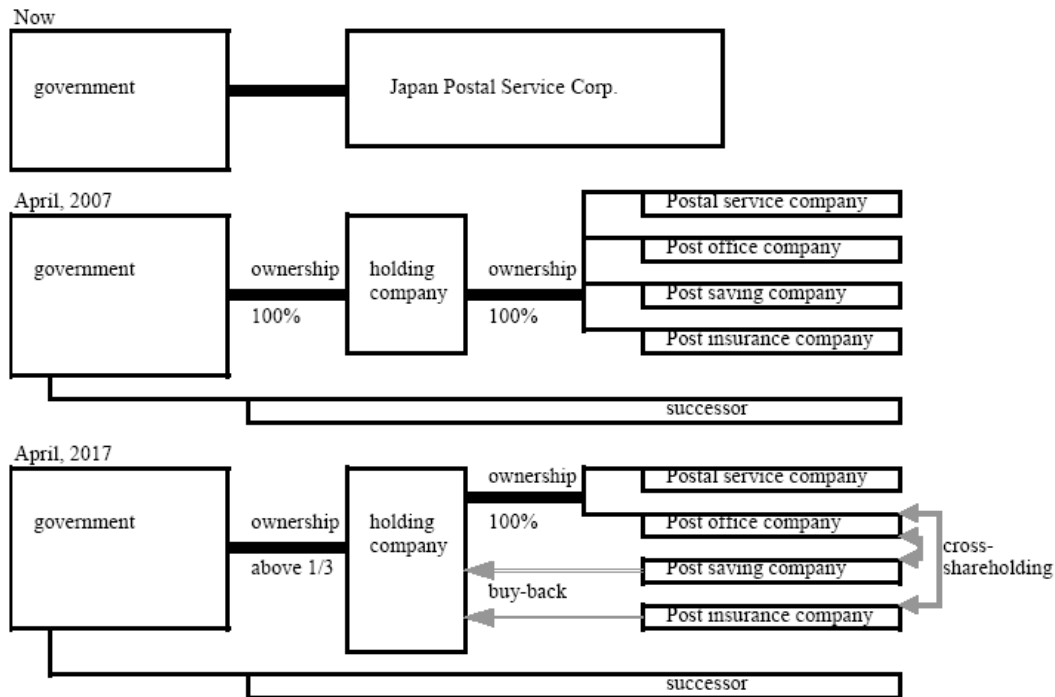 Now
government
Japan Postal Service Corp.
April, 2007
Postal service company
Post office company
government
ownership
holding
company
ownership
100%
100%
Post saving company
Post insurance company
successor
April, 2017
ownership
Postal service company
government
ownership
holding
company
100%
Post office company
above 1/3
cross-
shareholding
Post saving company
buy-back
Post insurance company
successor